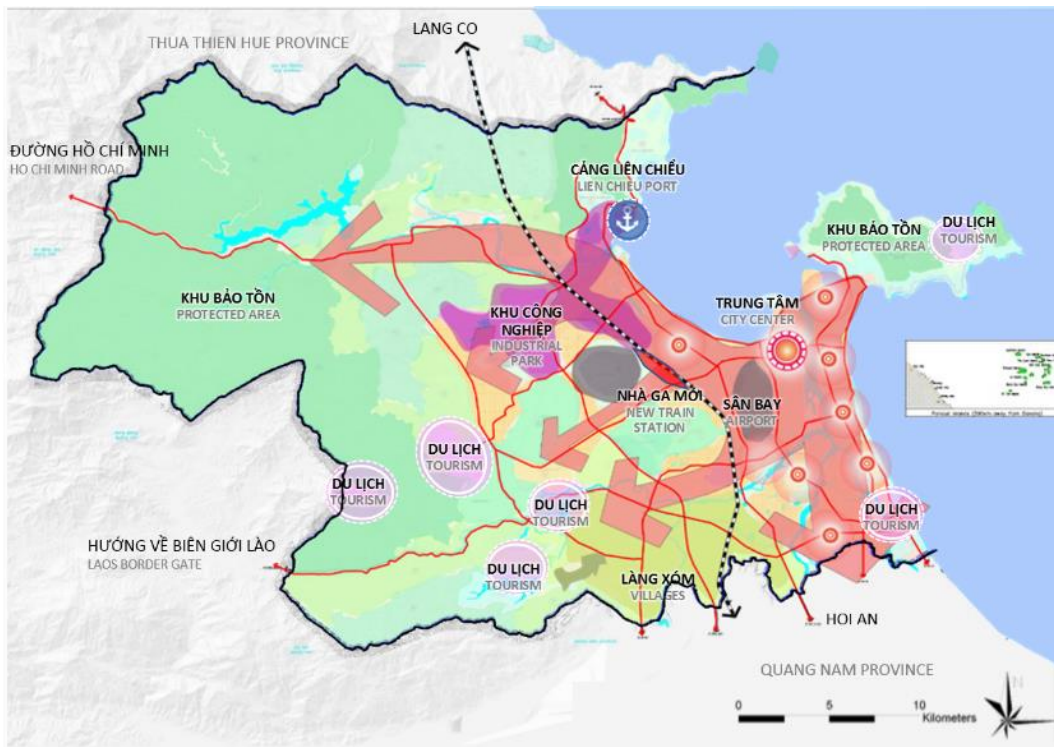 LANG CO
THUA THIEN HUE PROVINCE
ĐƯỜNG HỒ CHÍ MINH
HO CHI MINH ROAD
CẢNG LIÊN CHIỂU
LIEN CHIEU PORT
KHU BẢO TỒN
PROTECTED AREA
DU LỊCH
TOURISM
KHU BẢO TỒN
PROTECTED AREA
TRUNG TÂM
CITY CENTER
KHU CÔNG
NGHIỆP
INDUSTRIAL
PARK
NHÀ GA MỚI
NEW TRAIN
STATION
SÂN BAY
AIRPORT
DU LỊCH
TOURISM
DU LỊCH
TOURISM
DU LỊCH
TOURISM
DU LỊCH
TOURISM
HƯỚNG VỀ BIÊN GIỚI LÀO
LAOS BORDER GATE
DU LỊCH
TOURISM
LÀNG XÓM
VILLAGES
HOI AN
QUANG NAM PROVINCE
N
0 5 10
Kilometers